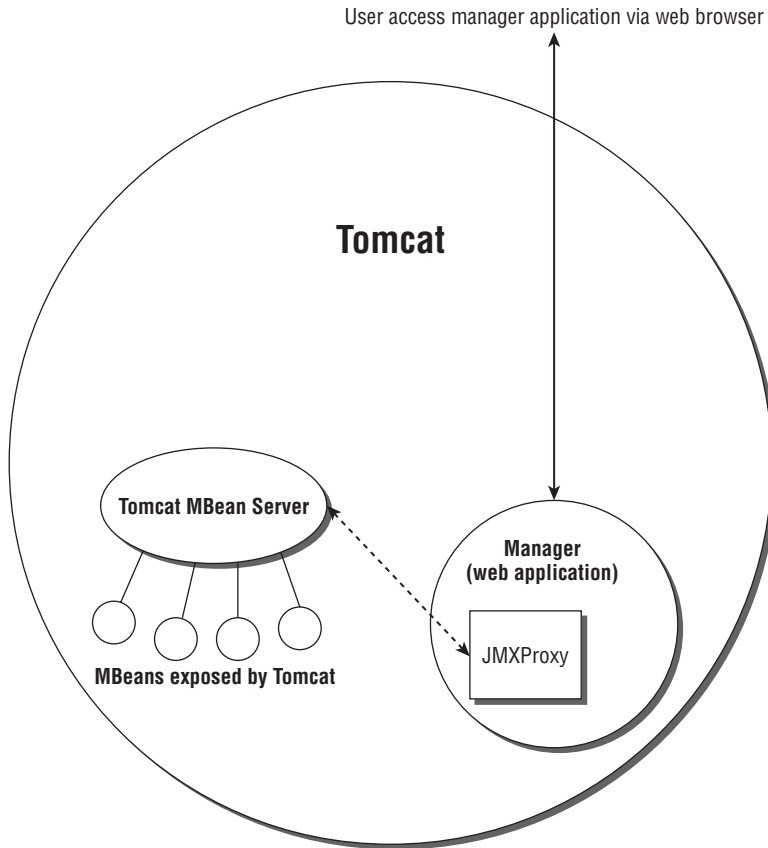 User access manager application via web browser
Tomcat
Tomcat MBean Server
MBeans exposed by Tomcat
Manager
(web application)
JMXProxy